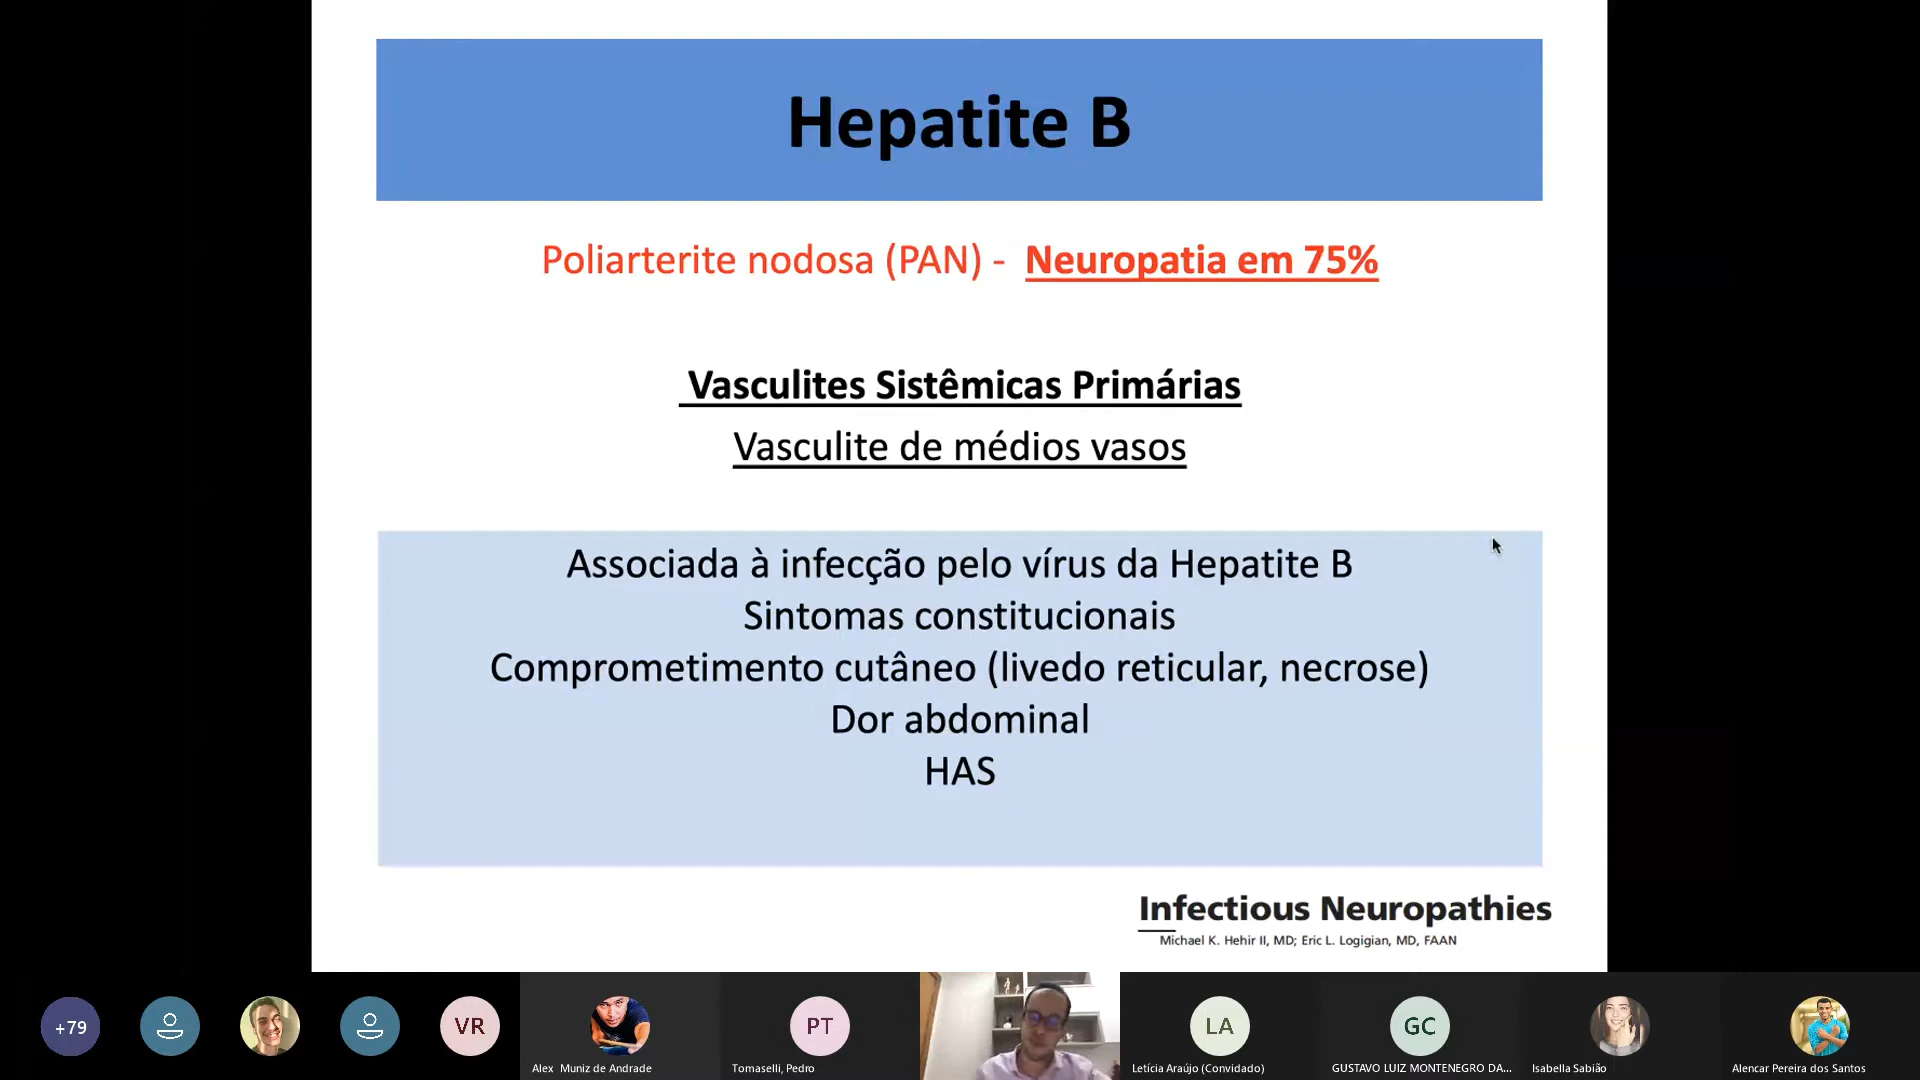 Hepatite B
Poliarterite nodosa (PAN) - Neuropatia em 75%
Vasculites Sistêmicas Primárias
Vasculite de médios vasos
Associada à infecção pelo vírus da Hepatite B
Sintomas constitucionais
Comprometimento cutâneo (livedo reticular, necrose)
Dor abdominal
HAS
Infectious Neuropathies
Michael K. Hehir II, MD; Eric L. Logigian, MD, FAAN
+79
VR
PT
LA
GC
Alex Muniz de Andrade
Tomaselli, Pedro
Letícia Araújo (Convidado)
GUSTAVO LUIZ MONTENEGRO DA...
Isabella Sabião
Alencar Pereira dos Santos